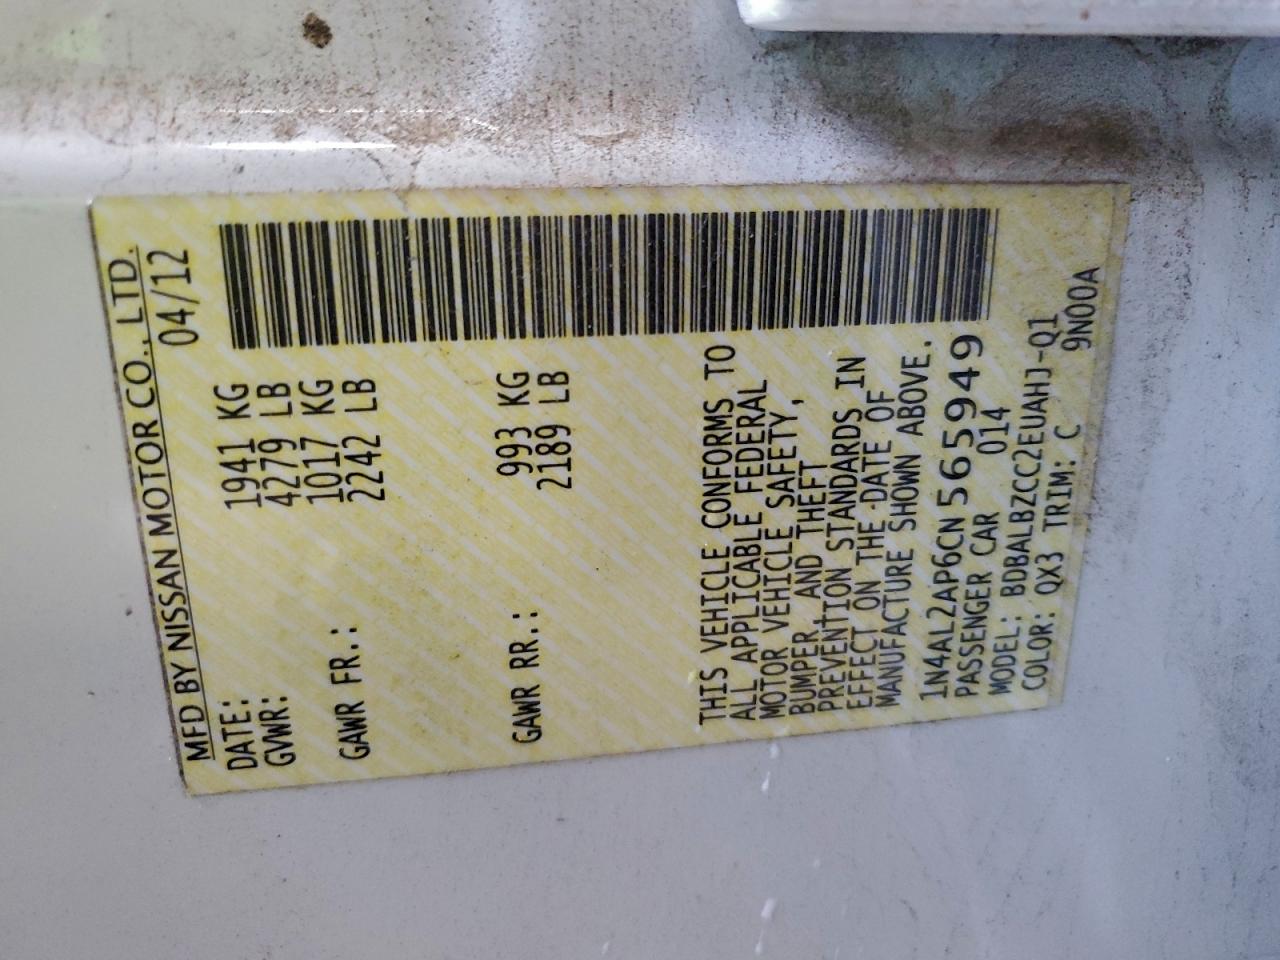 MFD BY NISSAN MOTOR CO., LTD.
DATE: 04/12
GVWR: 1941 KG
4279 LB
GAWR FR.: 1017 KG
2242 LB
GAWR RR.: 993 KG
2189 LB
THIS VEHICLE CONFORMS TO
ALL APPLICABLE FEDERAL
MOTOR VEHICLE SAFETY,
BUMPER, AND THEFT
PREVENTION STANDARDS IN
EFFECT ON THE DATE OF
MANUFACTURE SHOWN ABOVE.
1N4AL2AP6CN565949
PASSENGER CAR 014
MODEL: BDBALBZCC2EUAHJ-Q1
COLOR: QX3 TRIM: C 9N00A